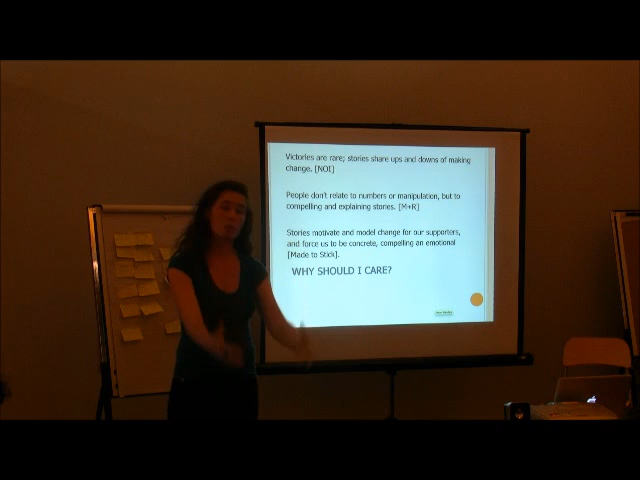 Victories are rare; stories share ups and downs of making
change. [NOI]
People don't relate to numbers or manipulation, but to
compelling and explaining stories. [M+R]
Stories motivate and model change for our supporters,
and force us to be concrete, compelling an emotional
[Made to Stick].
WHY SHOULD I CARE?